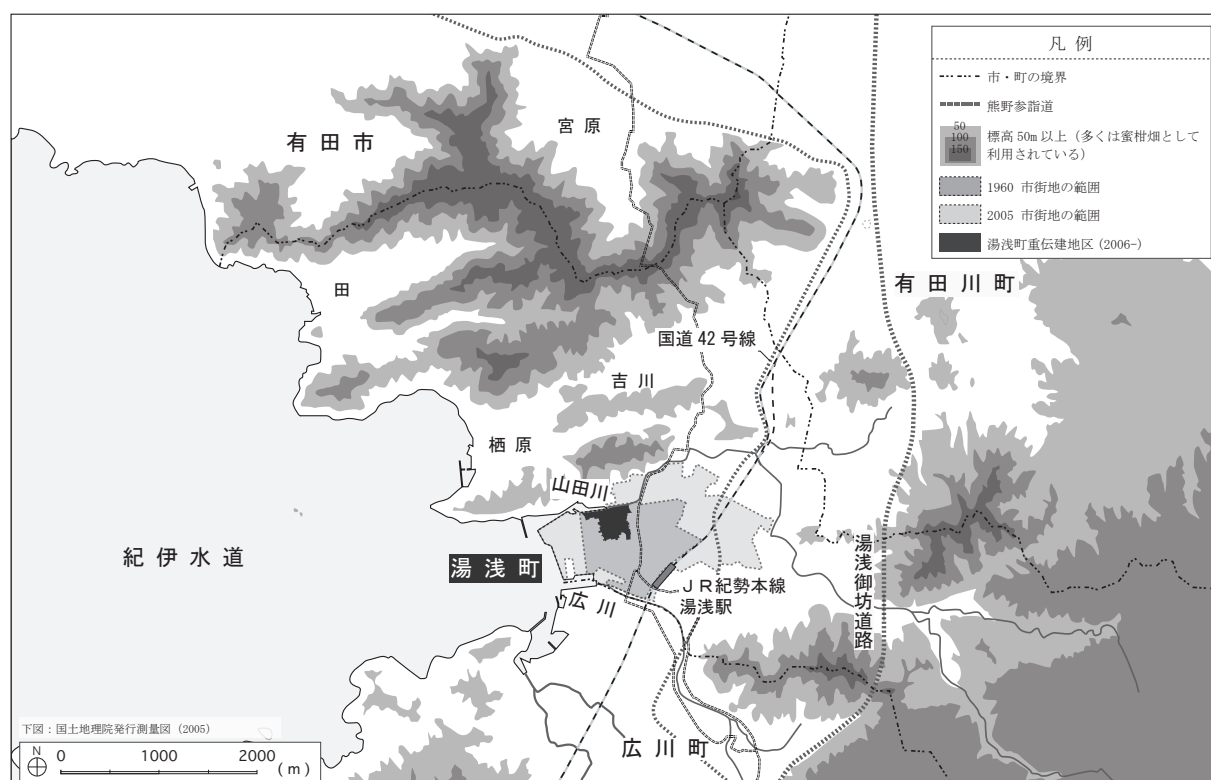 凡 例
市・町の境界
熊野参詣道
50
100
150
標高 50m 以上（多くは蜜柑畑として
利用されている）
1960 市街地の範囲
2005 市街地の範囲
湯浅町重伝建地区 (2006-)
宮 原
有 田 市
田
有 田 川 町
国道 42 号線
吉 川
栖 原
山田川
紀 伊 水 道
湯 浅 町
広 川
ＪＲ紀勢本線
湯浅駅
湯浅御坊道路
広 川 町
下図：国土地理院発行測量図（2005）
N
0 1000 2000
（m）